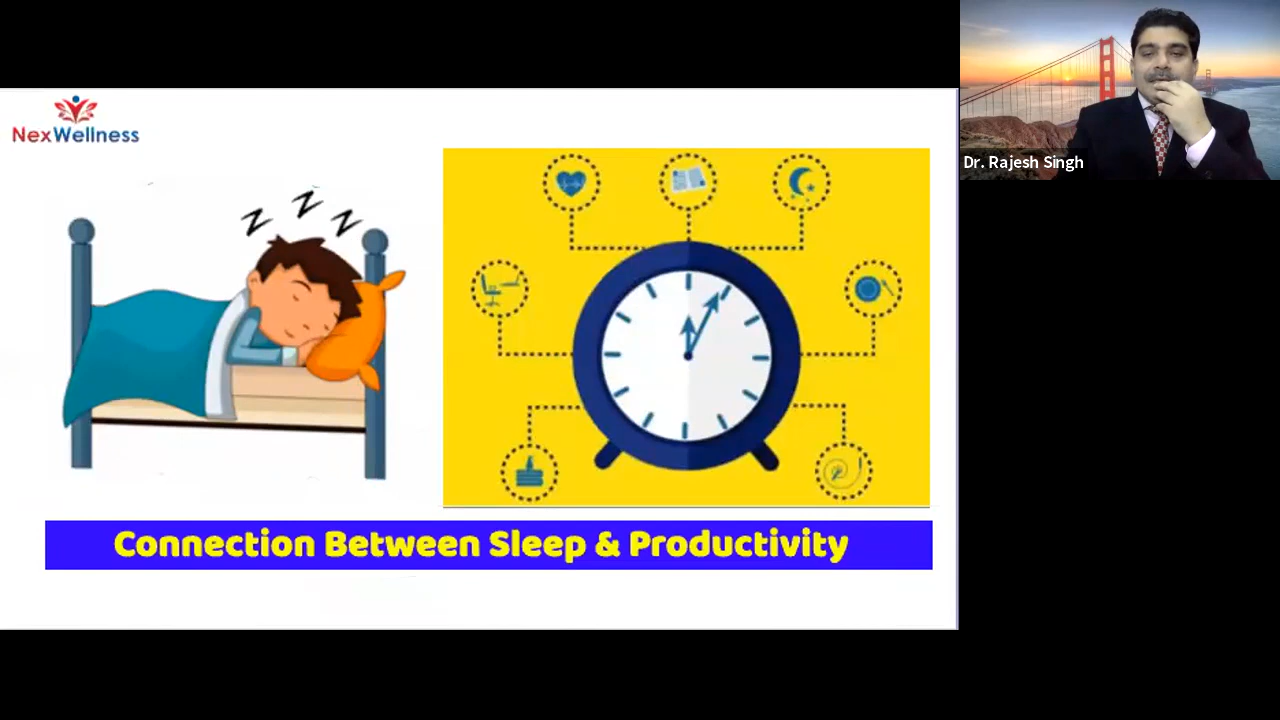 NexWellness
Z Z Z
Connection Between Sleep & Productivity
Dr. Rajesh Singh